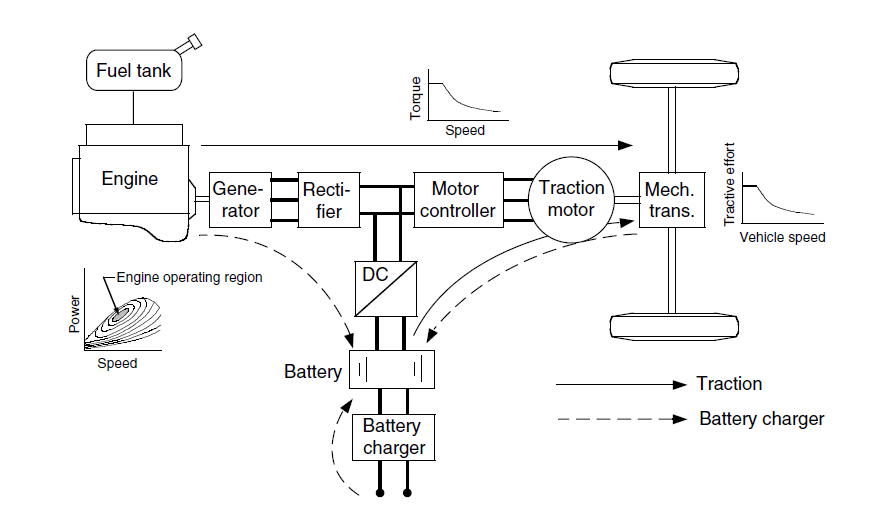 Fuel tank
Torque
Speed
Engine
Gene-
rator
Recti-
fier
Motor
controller
Traction
motor
Mech.
trans.
Tractive effort
Vehicle speed
DC
Engine operating region
Power
Speed
Battery
Traction
Battery charger
Battery
charger